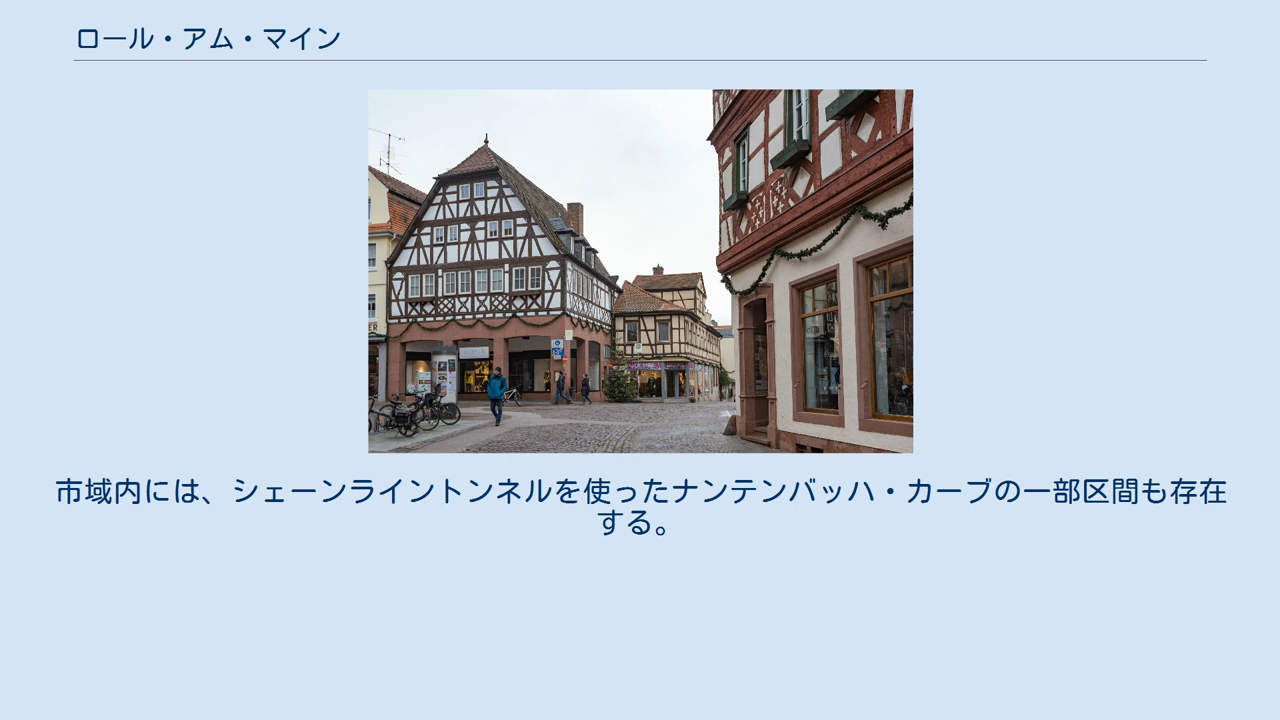 ロール・アム・マイン
市域内には、シェーンライントンネルを使ったナンテンバッハ・カーブの一部区間も存在
する。